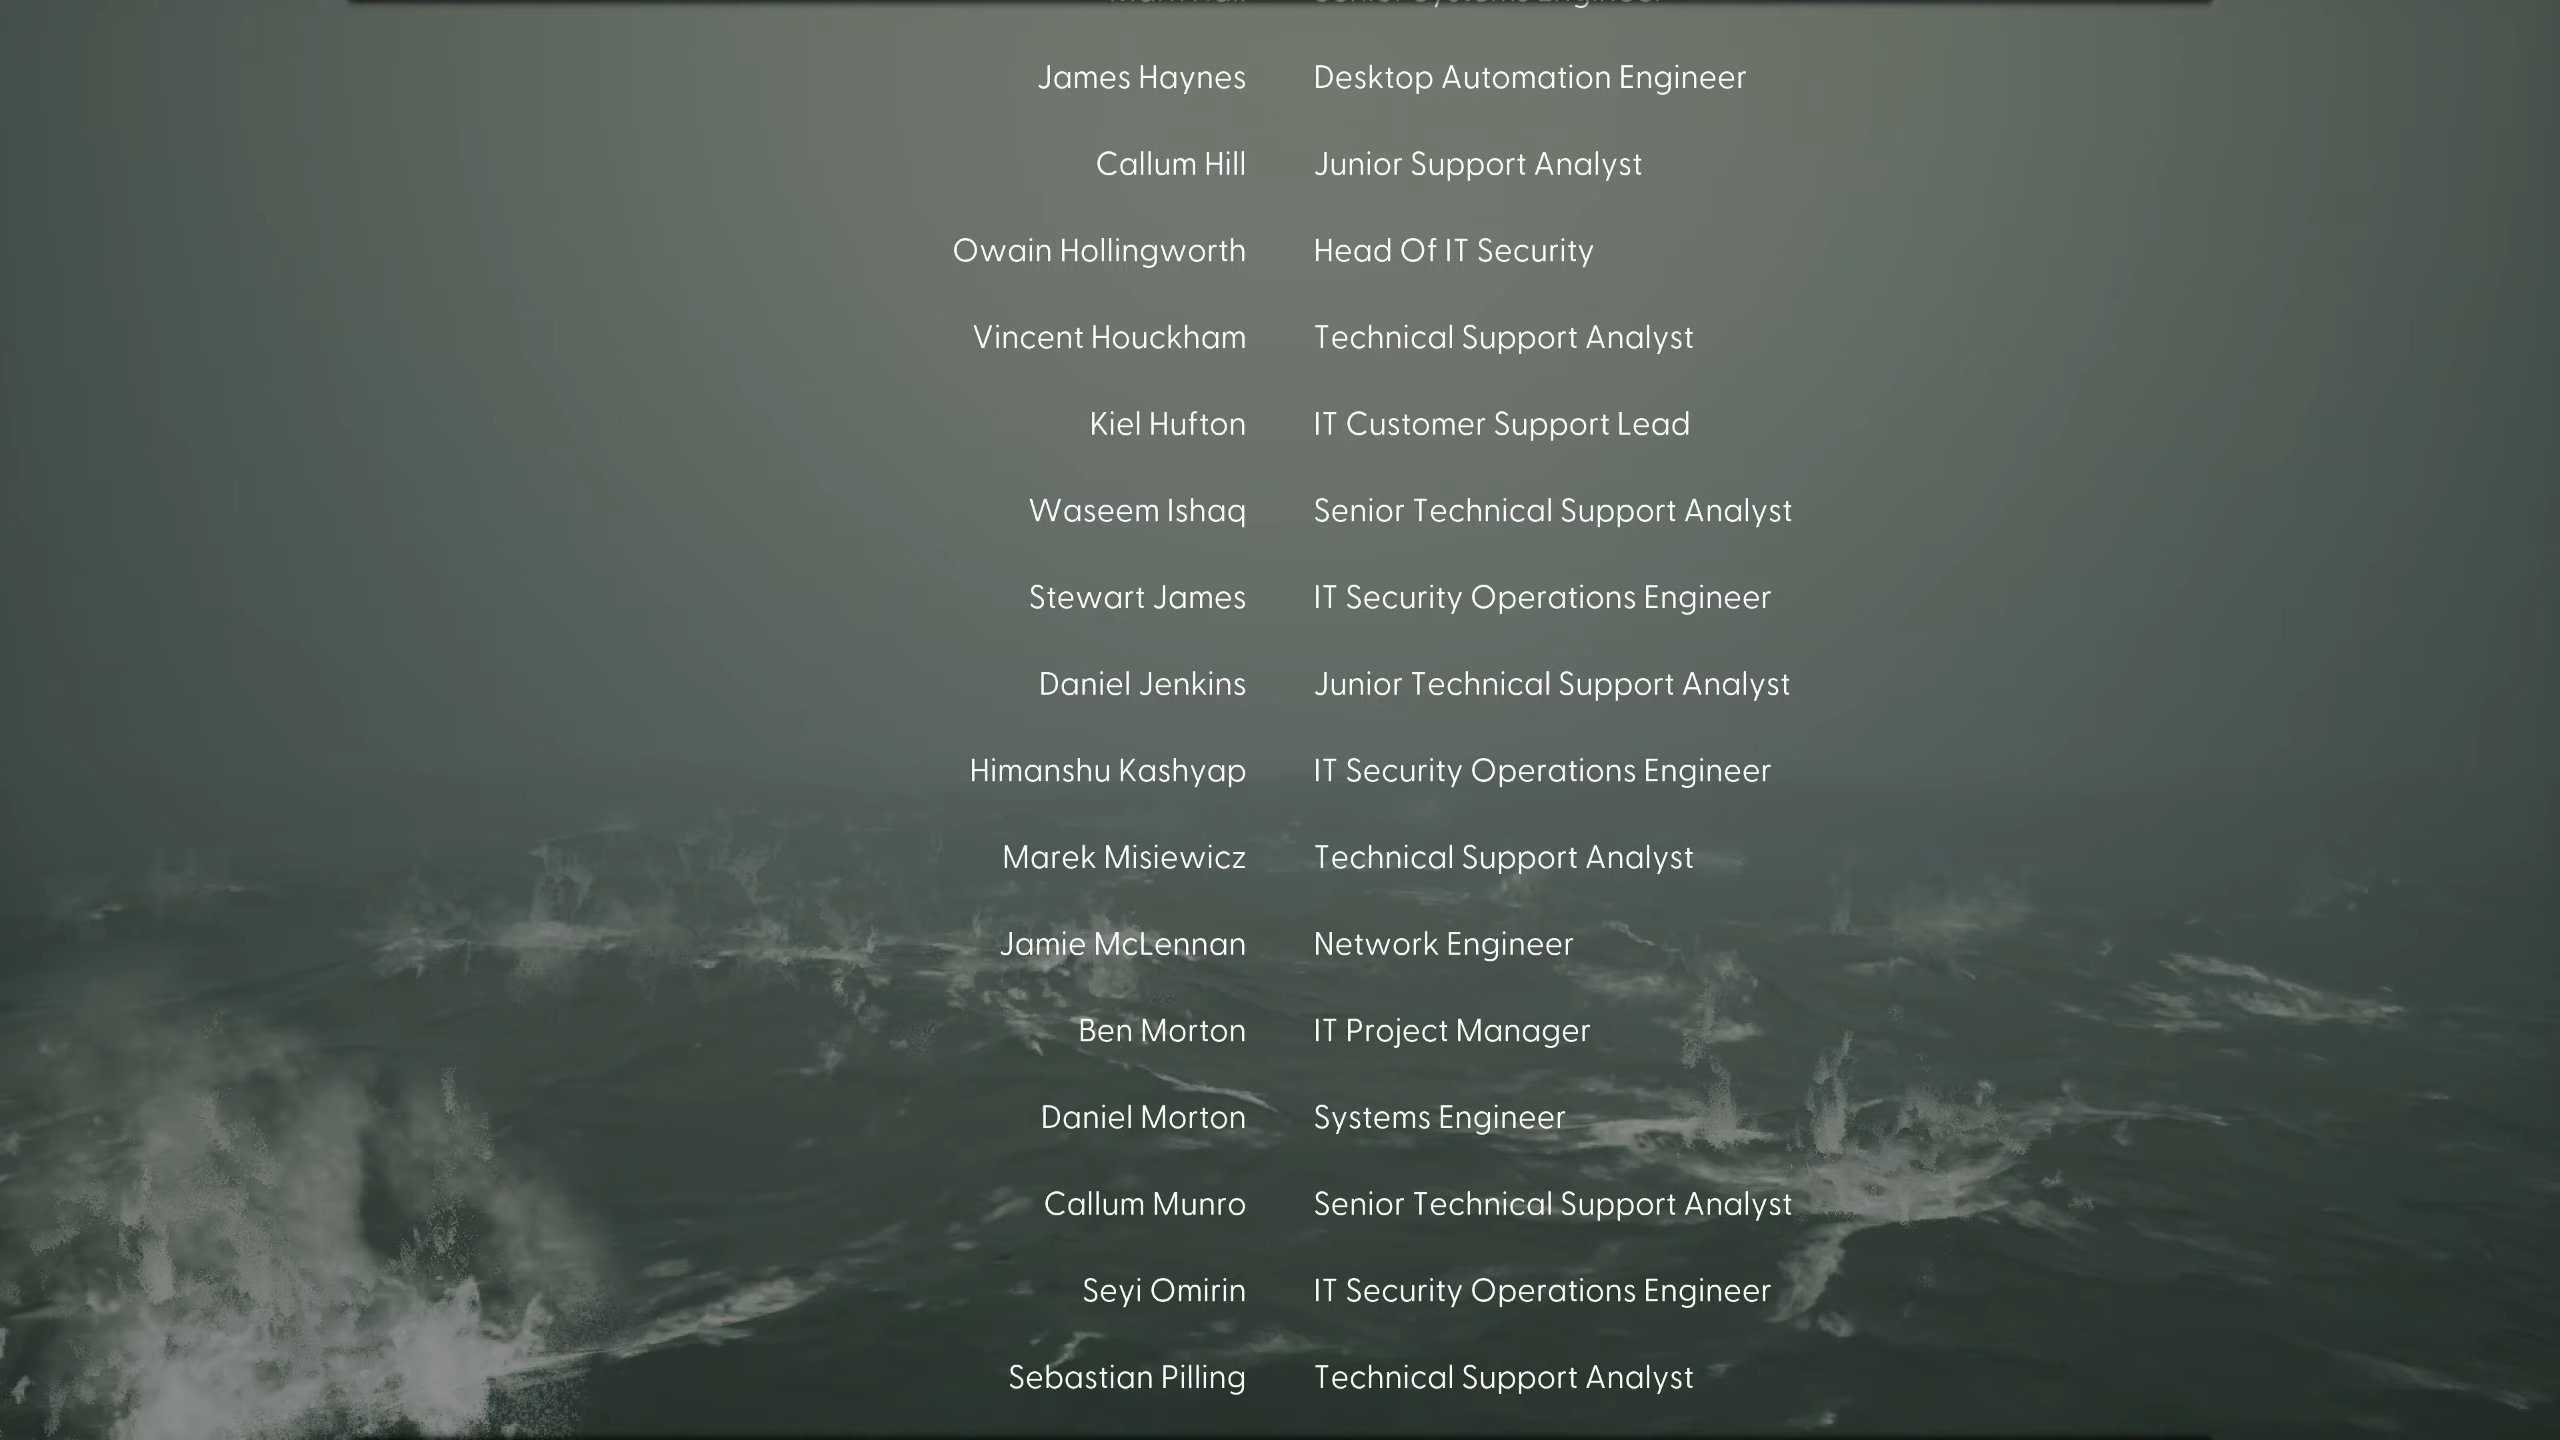 James Haynes Desktop Automation Engineer
Callum Hill Junior Support Analyst
Owain Hollingworth Head Of IT Security
Vincent Houckham Technical Support Analyst
Kiel Hufton IT Customer Support Lead
Waseem Ishaq Senior Technical Support Analyst
Stewart James IT Security Operations Engineer
Daniel Jenkins Junior Technical Support Analyst
Himanshu Kashyap IT Security Operations Engineer
Marek Misiewicz Technical Support Analyst
Jamie McLennan Network Engineer
Ben Morton IT Project Manager
Daniel Morton Systems Engineer
Callum Munro Senior Technical Support Analyst
Seyi Omirin IT Security Operations Engineer
Sebastian Pilling Technical Support Analyst